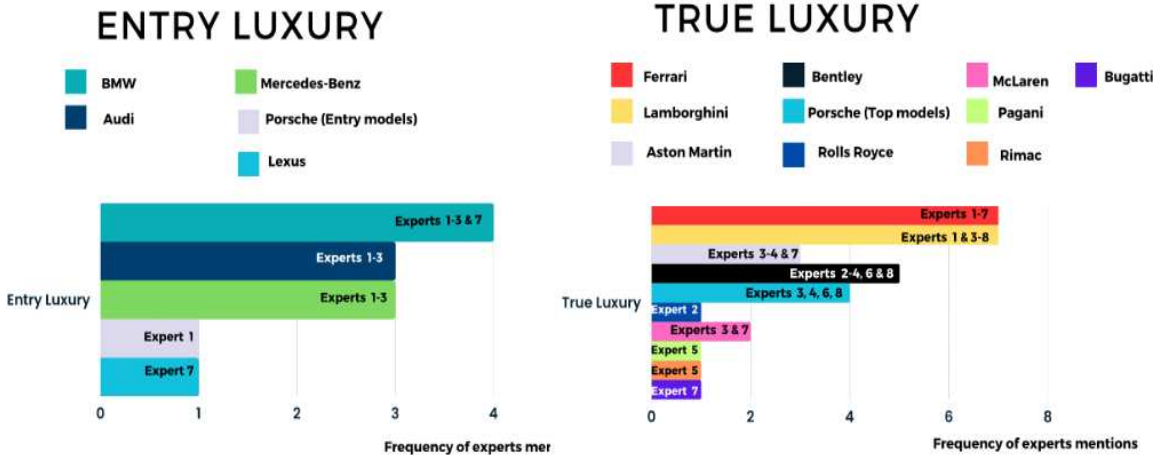 ENTRY LUXURY
BMW
Mercedes-Benz
Audi
Porsche (Entry models)
Lexus
Experts 1-3 & 7
Experts 1-3
Entry Luxury
Experts 1-3
Expert 1
Expert 7
0 1 2 3 4
Frequency of experts mer
TRUE LUXURY
Ferrari
Bentley
McLaren
Bugatti
Lamborghini
Porsche (Top models)
Pagani
Aston Martin
Rolls Royce
Rimac
Experts 1-7
Experts 1 & 3-8
Experts 3-4 & 7
Experts 2-4, 6 & 8
True Luxury
Experts 3, 4, 6, 8
Expert 2
Experts 3 & 7
Expert 5
Expert 5
Expert 7
0 2 4 6 8
Frequency of experts mentions